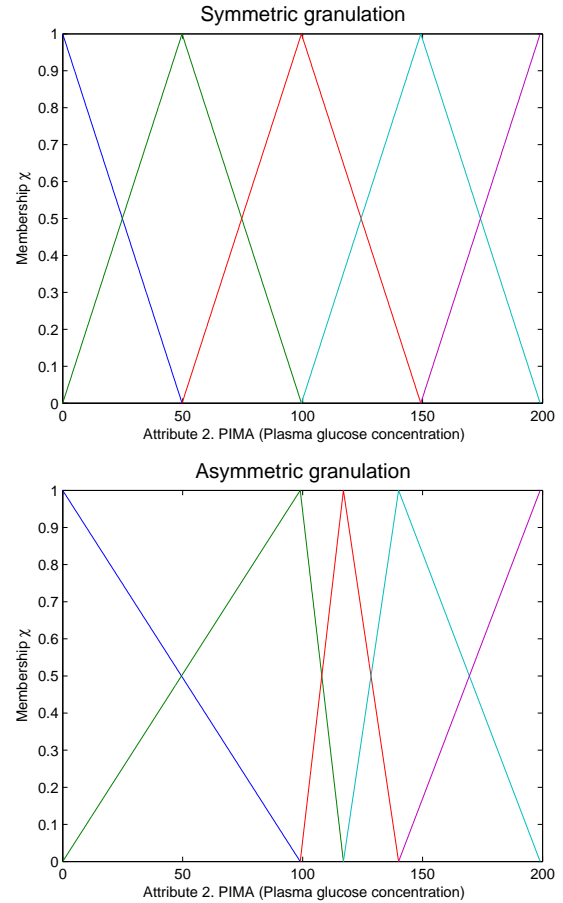 Symmetric granulation
1
0.9
0.8
0.7
0.6
0.5
0.4
0.3
0.2
0.1
0
Membership χ
0 50 100 150 200
Attribute 2. PIMA (Plasma glucose concentration)
Asymmetric granulation
1
0.9
0.8
0.7
0.6
0.5
0.4
0.3
0.2
0.1
0
Membership χ
0 50 100 150 200
Attribute 2. PIMA (Plasma glucose concentration)